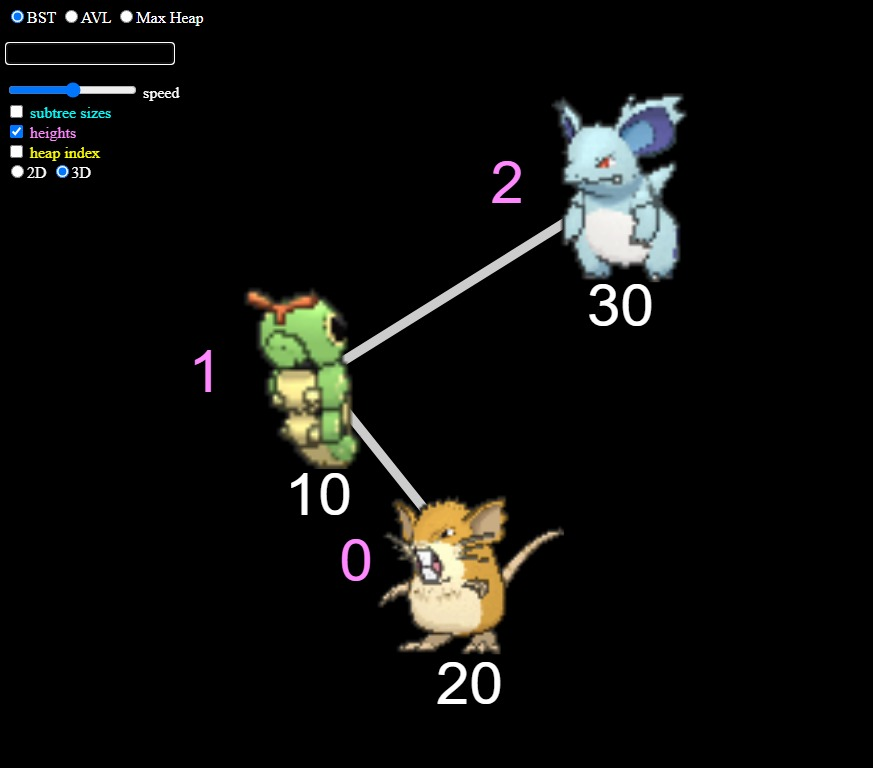 BST AVL Max Heap
speed
subtree sizes
heights
heap index
2D 3D
2
30
1
10
0
20